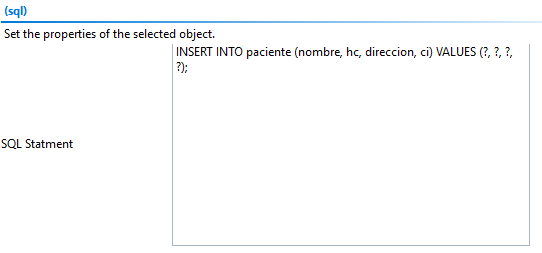 (sql)
Set the properties of the selected object.
INSERT INTO paciente (nombre, hc, direccion, ci) VALUES (?, ?, ?,
?);
SQL Statment